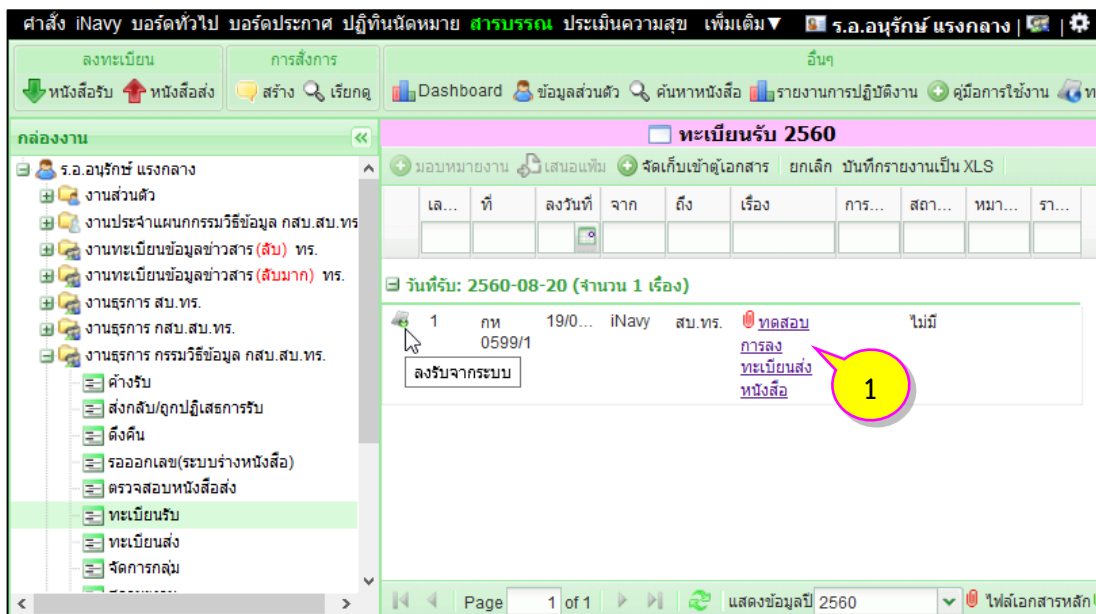 คำสั่ง iNavy บอร์ดทั่วไป บอร์ดประกาศ ปฏิทินนัดหมาย สารบรรณ ประเมินความสุข เพิ่มเติม▼ ร.อ.อนุรักษ์ แรงกลาง | |
ลงทะเบียน การสั่งการ อื่นๆ
หนังสือรับ หนังสือส่ง สร้าง เรียกดู Dashboard ข้อมูลส่วนตัว ค้นหาหนังสือ รายงานการปฏิบัติงาน คู่มือการใช้งาน ท
กล่องงาน
ร.อ.อนุรักษ์ แรงกลาง
งานส่วนตัว
งานประจำแผนกกรรมวิธีข้อมูล กสบ.สบ.ทร
งานทะเบียนข้อมูลข่าวสาร (ลับ) ทร.
งานทะเบียนข้อมูลข่าวสาร (ลับมาก) ทร.
งานธุรการ สบ.ทร.
งานธุรการ กสบ.สบ.ทร.
งานธุรการ กรรมวิธีข้อมูล กสบ.สบ.ทร.
ค้างรับ
ส่งกลับ/ถูกปฏิเสธการรับ
ดึงคืน
รอออกเลข(ระบบร่างหนังสือ)
ตรวจสอบหนังสือส่ง
ทะเบียนรับ
ทะเบียนส่ง
จัดการกลุ่ม
ทะเบียนรับ 2560
มอบหมายงาน เสนอแฟ้ม จัดเก็บเข้าตู้เอกสาร ยกเลิก บันทึกรายงานเป็น XLS
เล... ที่ ลงวันที่ จาก ถึง เรื่อง การ... สถา... หมา... รา...
วันที่รับ: 2560-08-20 (จำนวน 1 เรื่อง)
1 กห 19/0... iNavy สบ.ทร. ทดสอบ ไม่มี
0599/1 การลง
ลงรับจากระบบ ทะเบียนส่ง
หนังสือ
1
Page 1 of 1 แสดงข้อมูลปี 2560 ไฟล์เอกสารหลัก